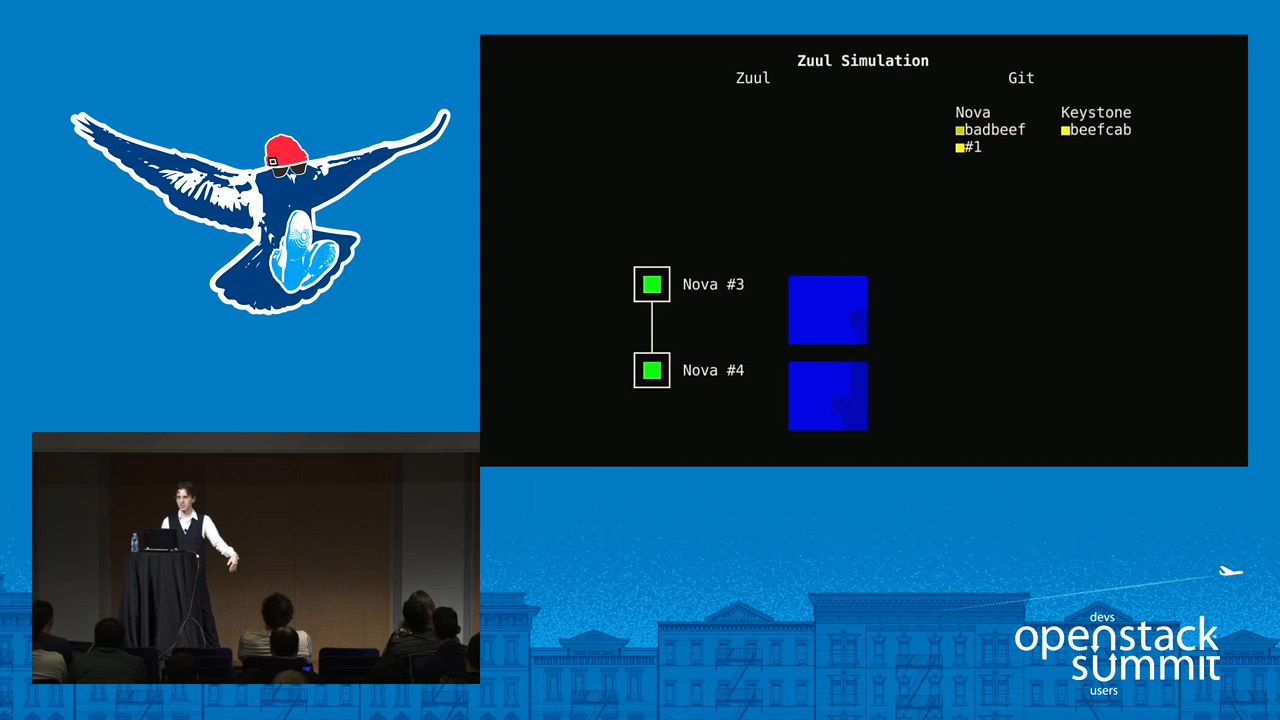 Zuul Simulation
Zuul
Git
Nova
Keystone
badbeef
beefcab
#1
Nova #3
Nova #4
devs
openstack
summit
users